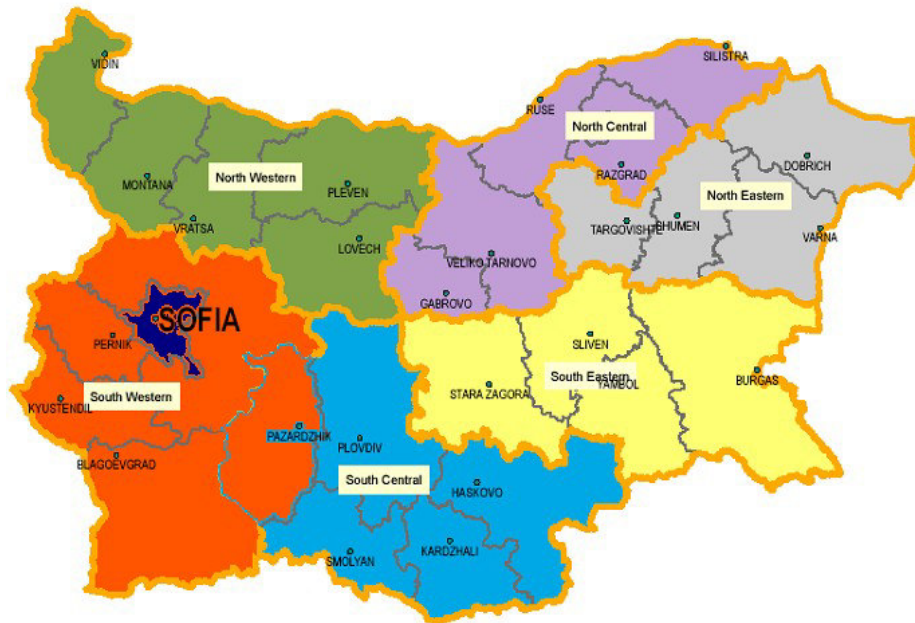 SILISTRA
VIDIN
RUSE
North Central
DOBRICH
RAZGRAD
MONTANA
North Western
PLEVEN
North Eastern
VRATSA
TARGOVISHTE
SHUMEN
VARNA
LOVECH
VELIKO TARNOVO
GABROVO
SOFIA
PERNIK
SLIVEN
BURGAS
South Eastern
YAMBOL
STARA ZAGORA
South Western
KYUSTENDIL
PAZARDZHIK
PLOVDIV
BLAGOEVGRAD
South Central
HASKOVO
SMOLYAN
KARDZHALI